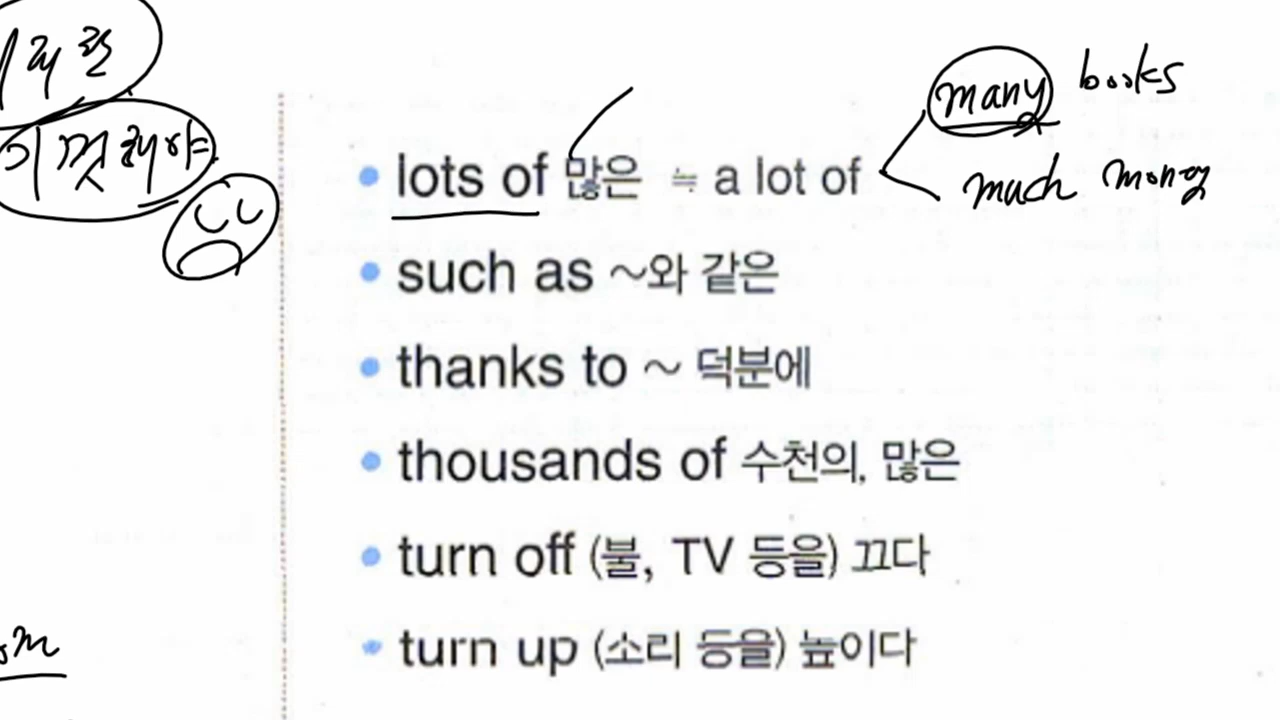 many books
lots of 많은 ≒ a lot of
much money
such as ~와 같은
thanks to ~ 덕분에
thousands of 수천의, 많은
turn off (불, TV 등을) 끄다
turn up (소리 등을) 높이다